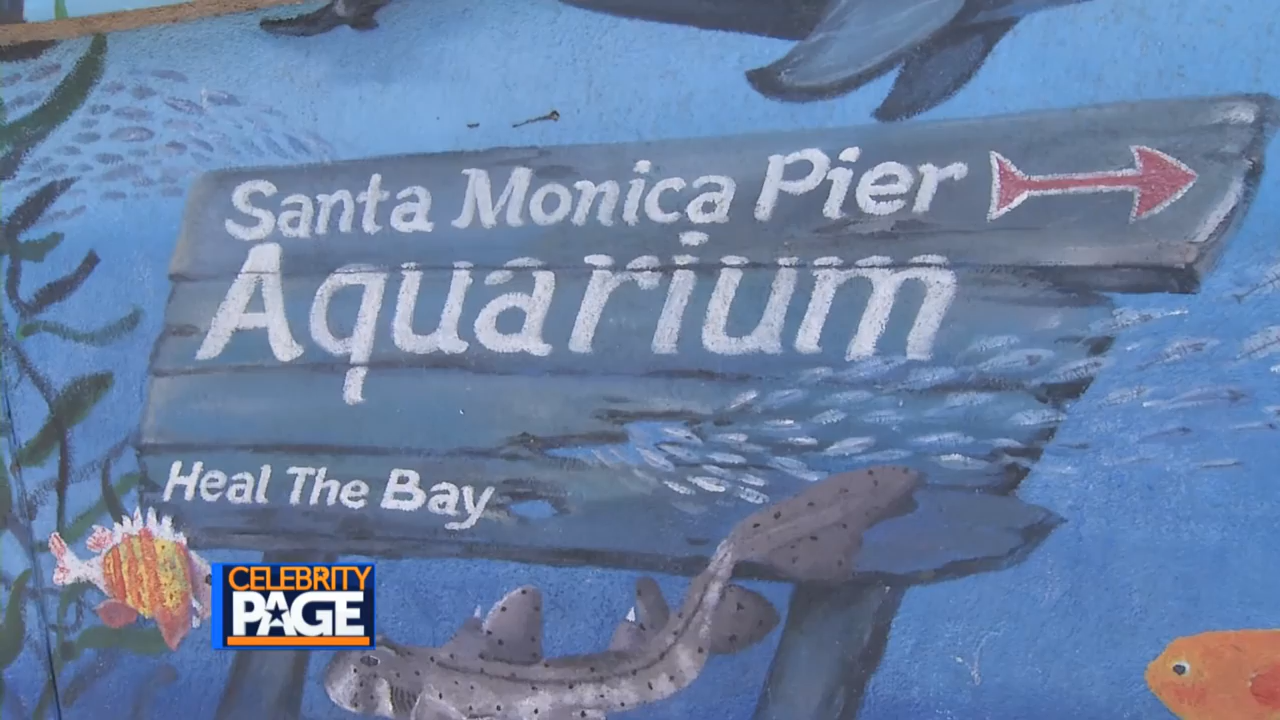 Santa Monica Pier
Aquarium
Heal The Bay
CELEBRITY
PAGE